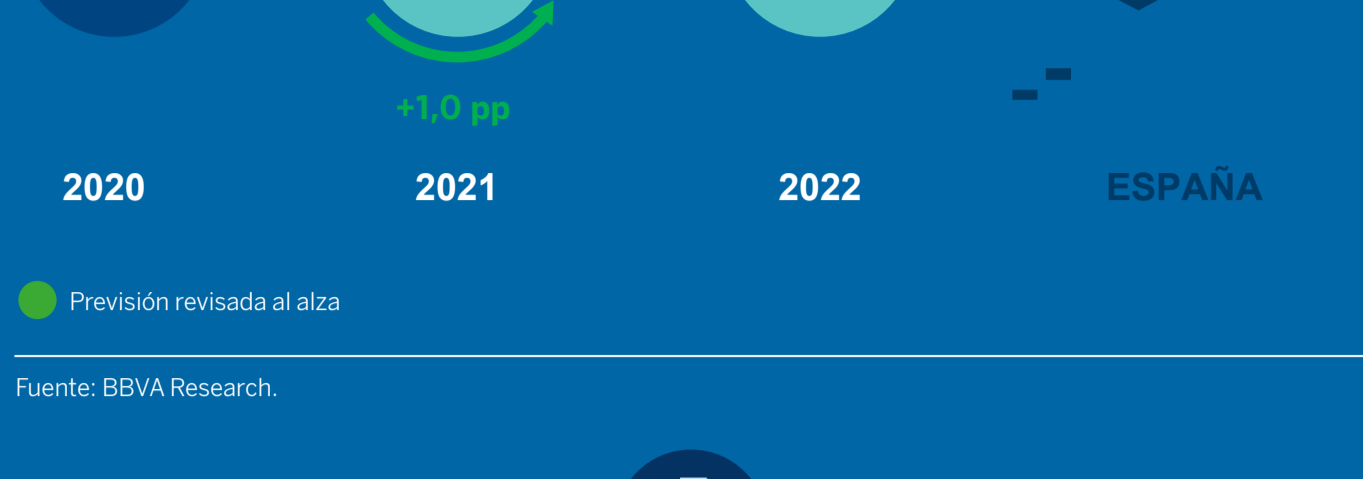 +1,0 pp
2020 2021 2022 ESPAÑA
Previsión revisada al alza
Fuente: BBVA Research.